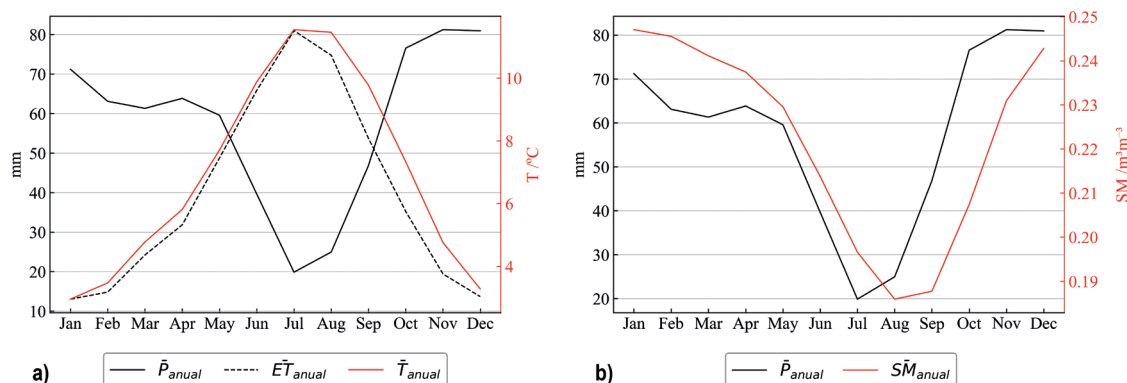 80
70
60
50
40
30
20
10
mm
10
8
6
4
T /ºC
Jan Feb Mar Apr May Jun Jul Aug Sep Oct Nov Dec
a)
P̄anual ET̄anual T̄anual
80
70
60
50
40
30
20
mm
0.25
0.24
0.23
0.22
0.21
0.20
0.19
SM /m³m⁻³
Jan Feb Mar Apr May Jun Jul Aug Sep Oct Nov Dec
b)
P̄anual SM̄anual